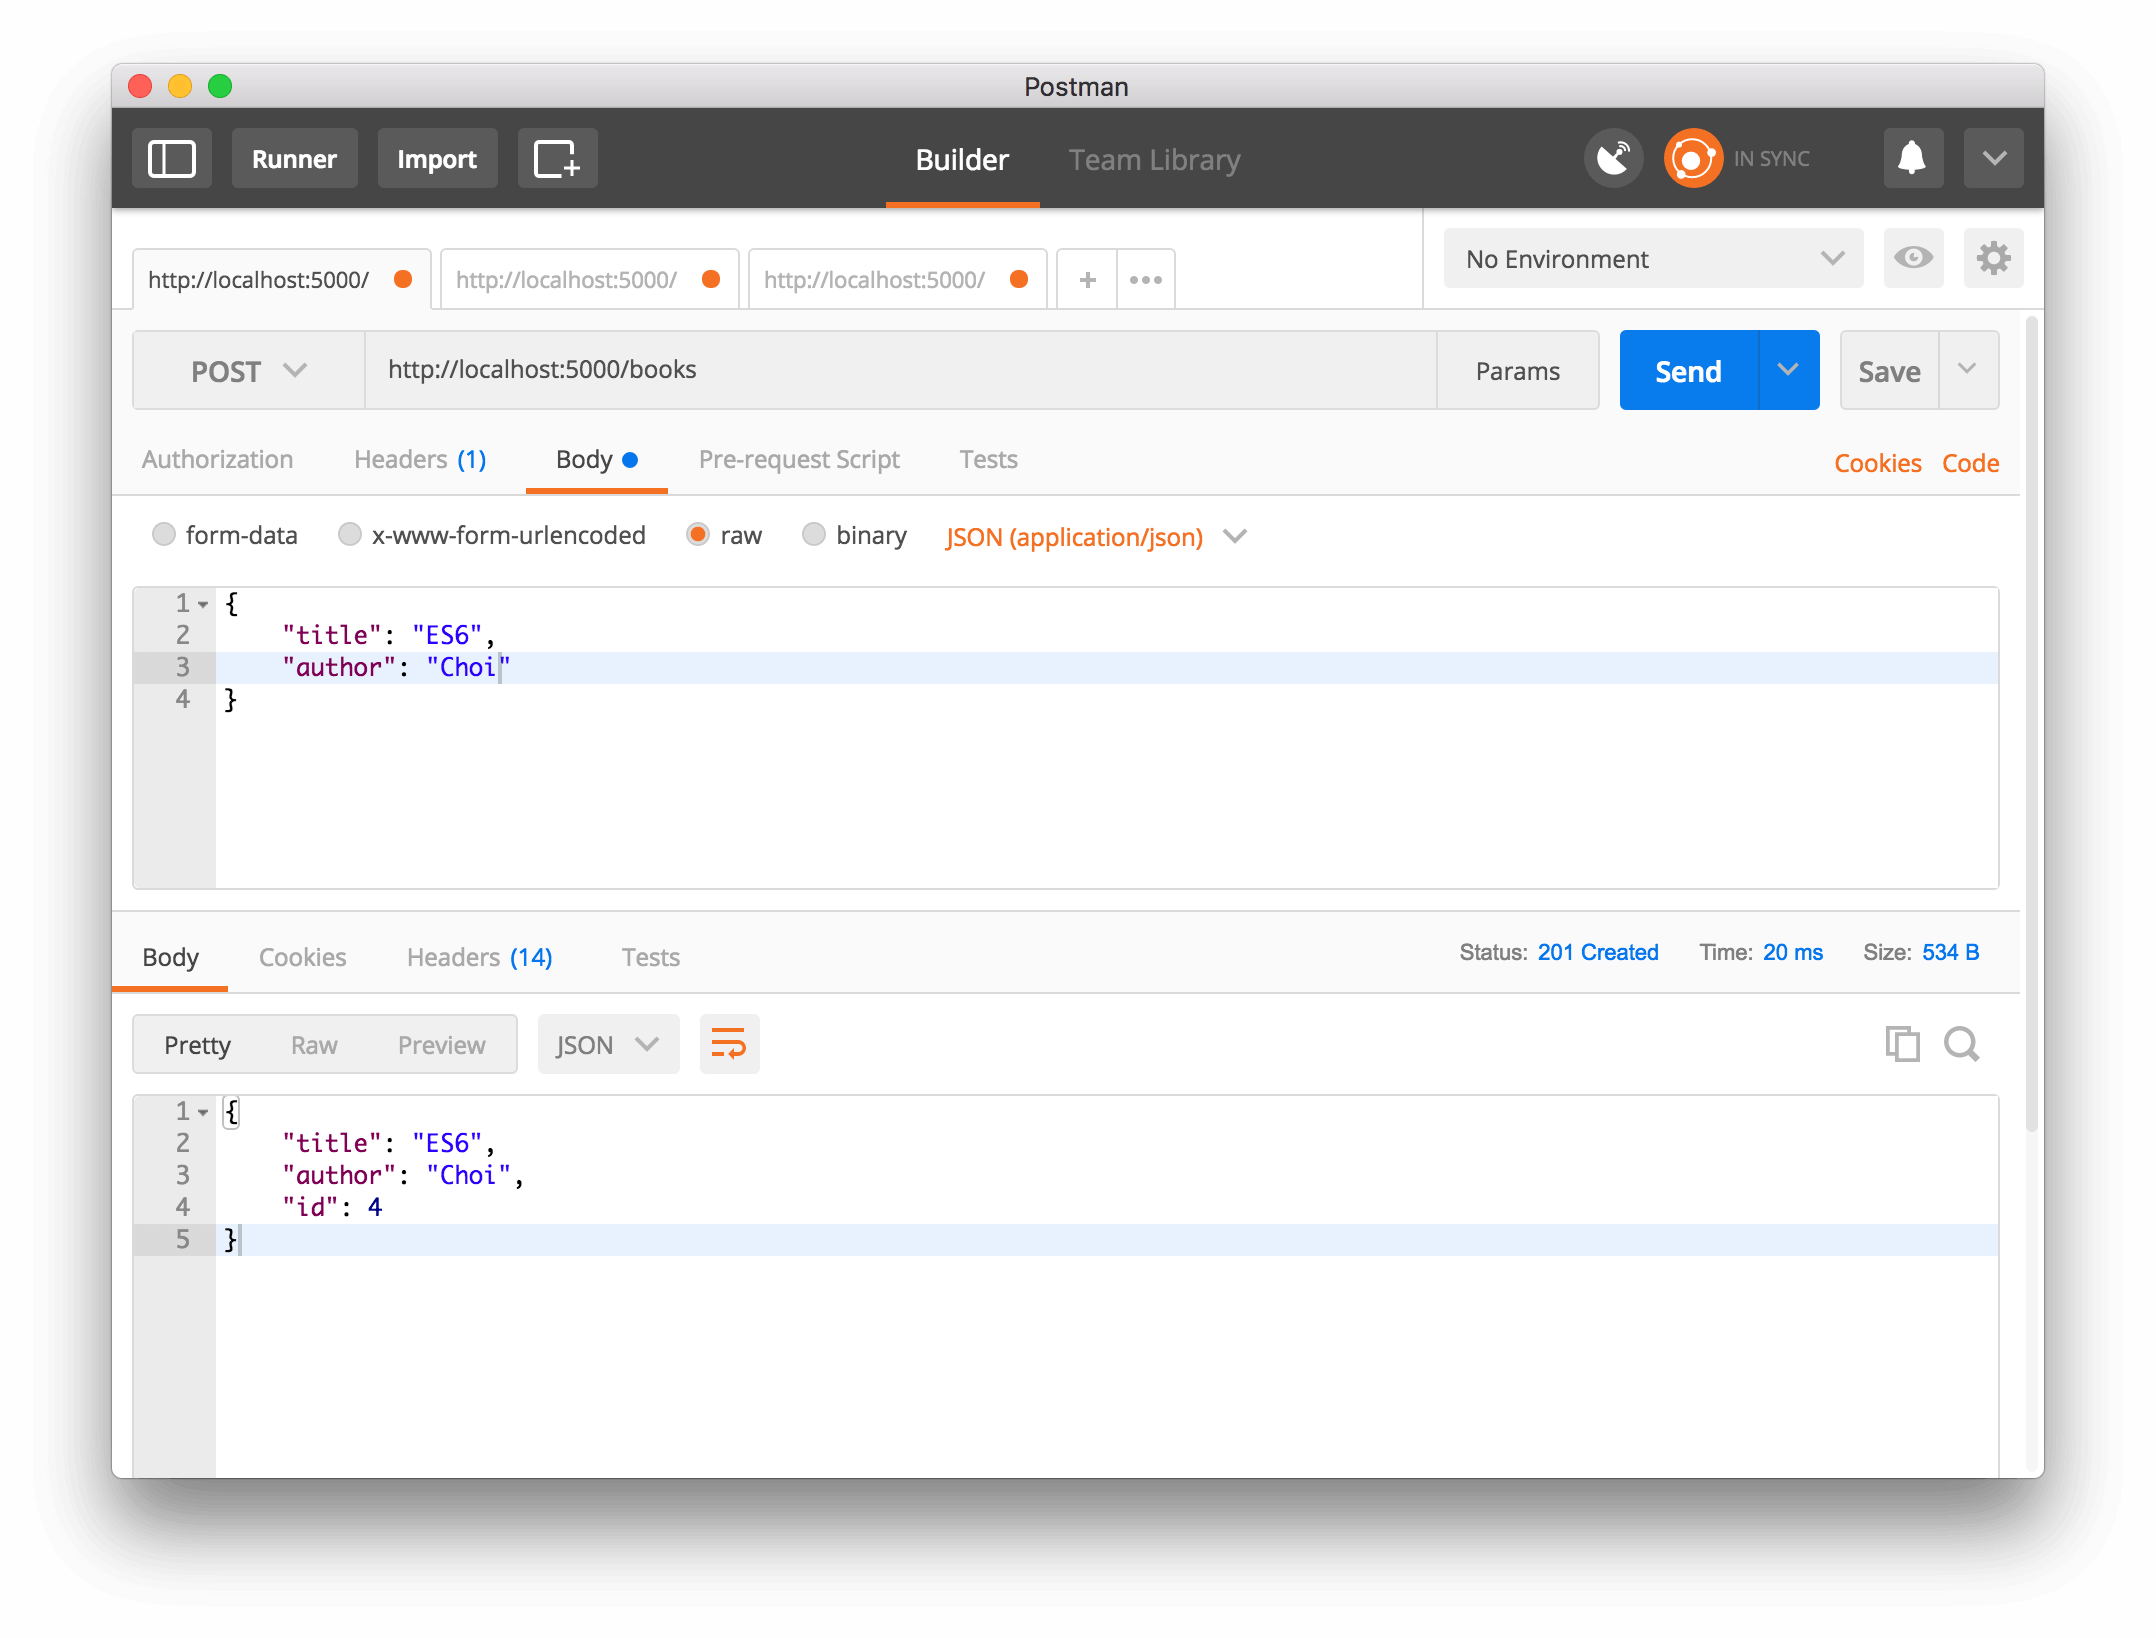 Postman
Runner Import Builder Team Library IN SYNC
http://localhost:5000/ http://localhost:5000/ http://localhost:5000/ + ••• No Environment
POST http://localhost:5000/books Params Send Save
Authorization Headers (1) Body Pre-request Script Tests Cookies Code
form-data x-www-form-urlencoded raw binary JSON (application/json)
1 {
2 "title": "ES6",
3 "author": "Choi"
4 }
Body Cookies Headers (14) Tests Status: 201 Created Time: 20 ms Size: 534 B
Pretty Raw Preview JSON
1 {
2 "title": "ES6",
3 "author": "Choi",
4 "id": 4
5 }